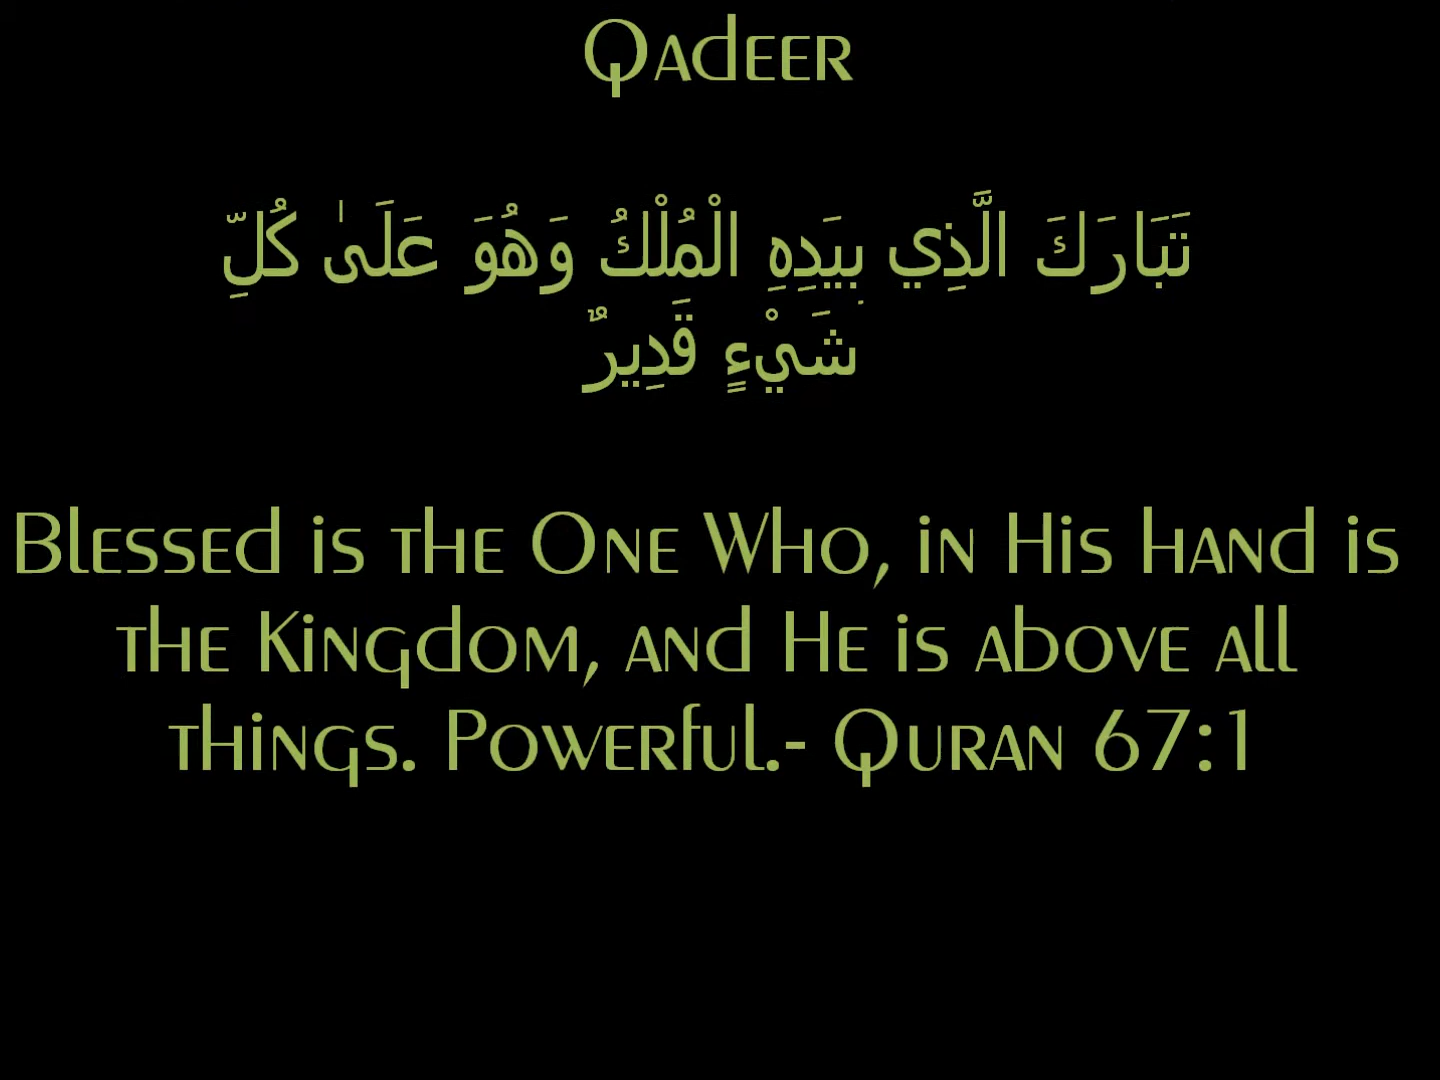 Qadeer
تَبَارَكَ الَّذِي بِيَدِهِ الْمُلْكُ وَهُوَ عَلَىٰ كُلِّ
شَيْءٍ قَدِيرٌ
Blessed is the One Who, in His hand is
the Kingdom, and He is above all
things. Powerful.- Quran 67:1